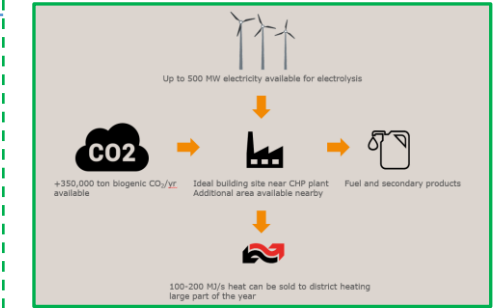 Up to 500 MW electricity available for electrolysis
CO2
+350,000 ton biogenic CO₂/yr
available
Ideal building site near CHP plant
Additional area available nearby
Fuel and secondary products
100-200 MJ/s heat can be sold to district heating
large part of the year